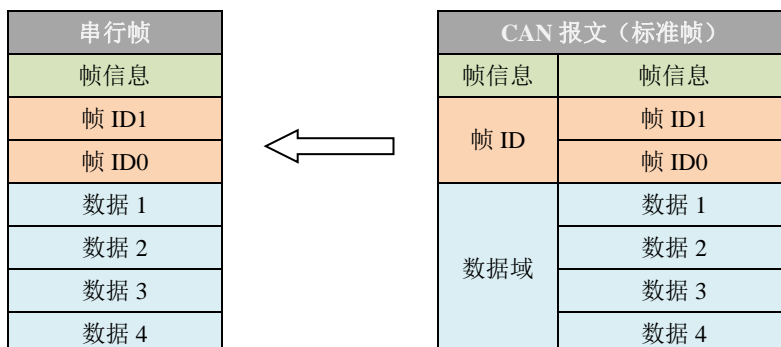 串行帧
帧信息
帧 ID1
帧 ID0
数据 1
数据 2
数据 3
数据 4
CAN 报文（标准帧）
帧信息 帧信息
帧 ID
帧 ID1
帧 ID0
数据域
数据 1
数据 2
数据 3
数据 4